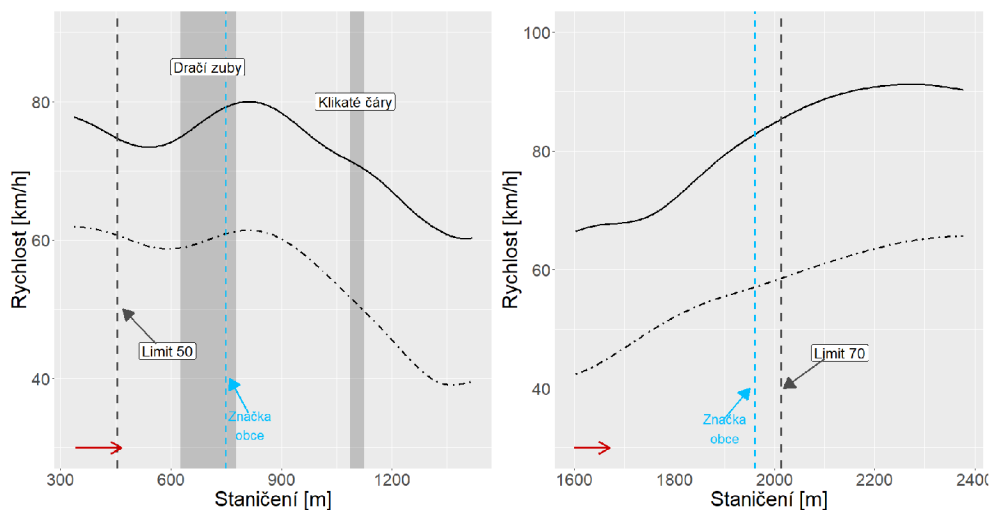 Dračí zuby
Klikaté čáry
80
60
40
Rychlost [km/h]
Limit 50
Značka
obce
300
600
900
1200
Staničení [m]
100
80
60
40
Rychlost [km/h]
Limit 70
Značka
obce
1600
1800
2000
2200
2400
Staničení [m]